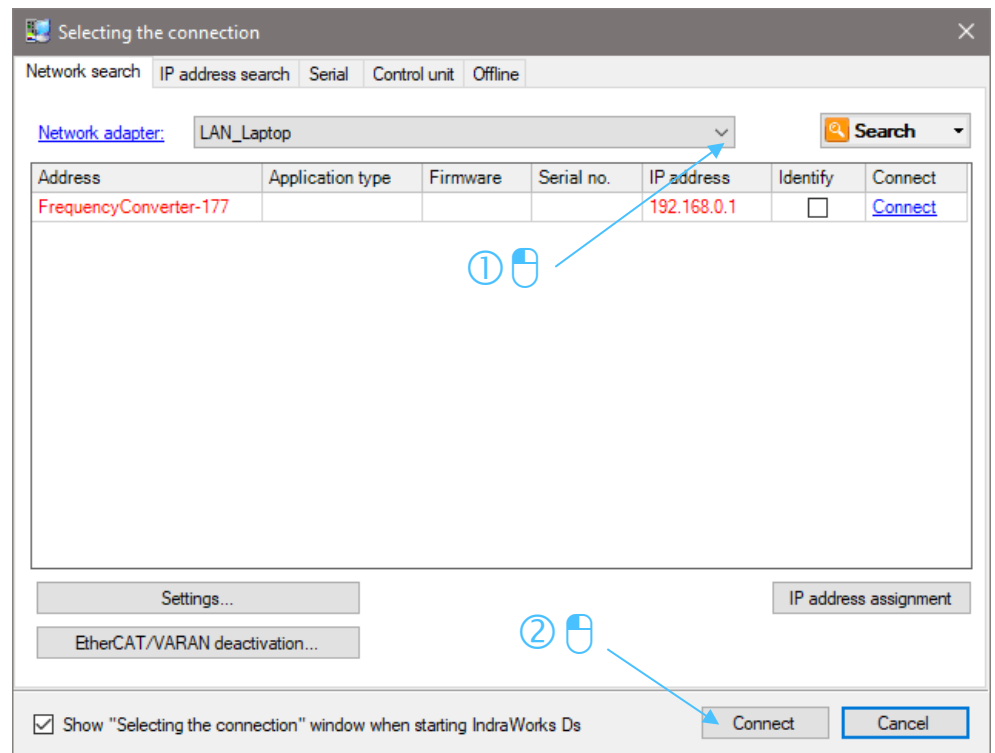 Selecting the connection
Network search IP address search Serial Control unit Offline
Network adapter: LAN_Laptop Search
Address Application type Firmware Serial no. IP address Identify Connect
FrequencyConverter-177 192.168.0.1 Connect
①
Settings... IP address assignment
②
EtherCAT/VARAN deactivation...
Show "Selecting the connection" window when starting IndraWorks Ds Connect Cancel